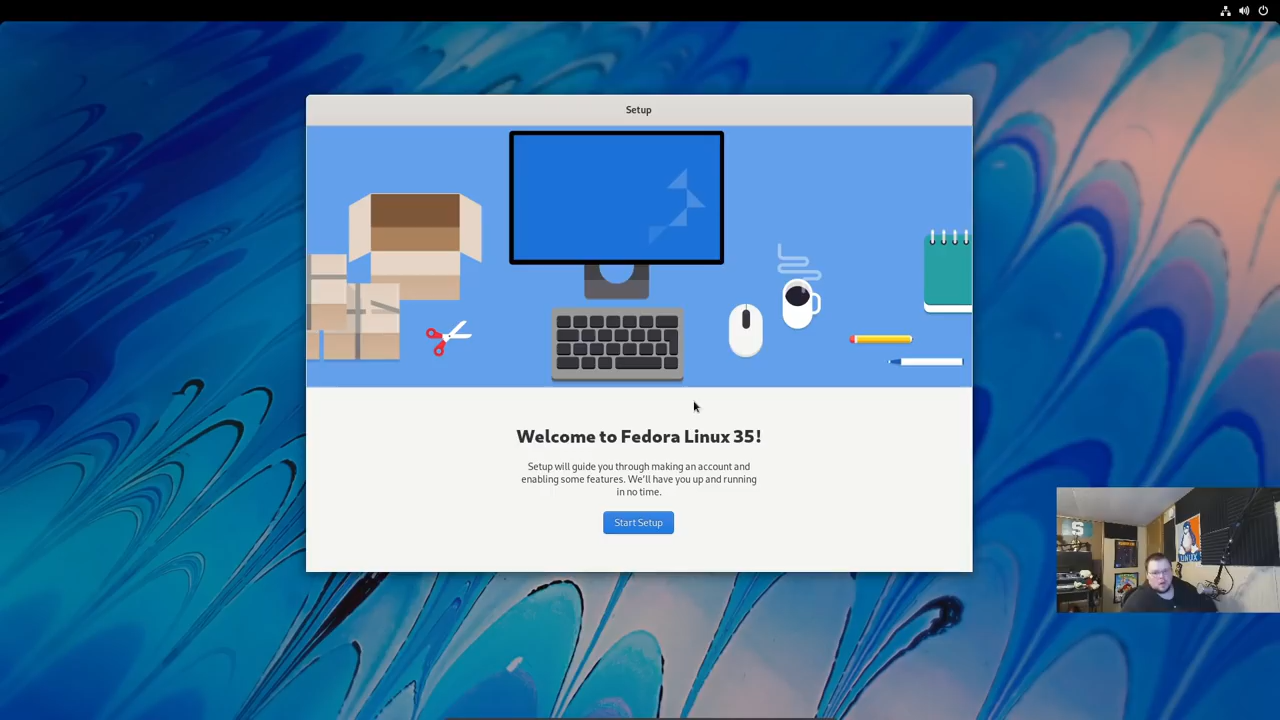 Setup
Welcome to Fedora Linux 35!
Setup will guide you through making an account and
enabling some features. We'll have you up and running
in no time.
Start Setup
S
LINUX